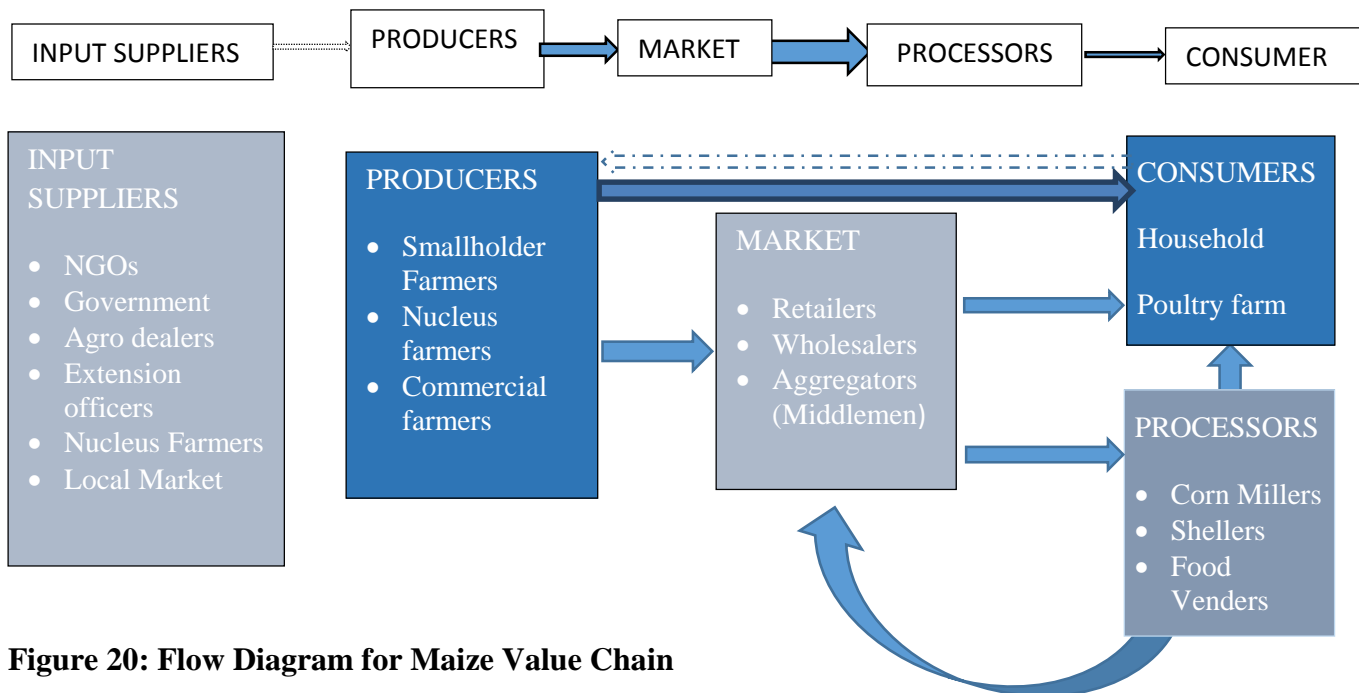 INPUT SUPPLIERS
PRODUCERS
MARKET
PROCESSORS
CONSUMER
INPUT
SUPPLIERS
• NGOs
• Government
• Agro dealers
• Extension
officers
• Nucleus Farmers
• Local Market
PRODUCERS
• Smallholder
Farmers
• Nucleus
farmers
• Commercial
farmers
MARKET
• Retailers
• Wholesalers
• Aggregators
(Middlemen)
CONSUMERS
Household
Poultry farm
PROCESSORS
• Corn Millers
• Shellers
• Food
Venders
Figure 20: Flow Diagram for Maize Value Chain